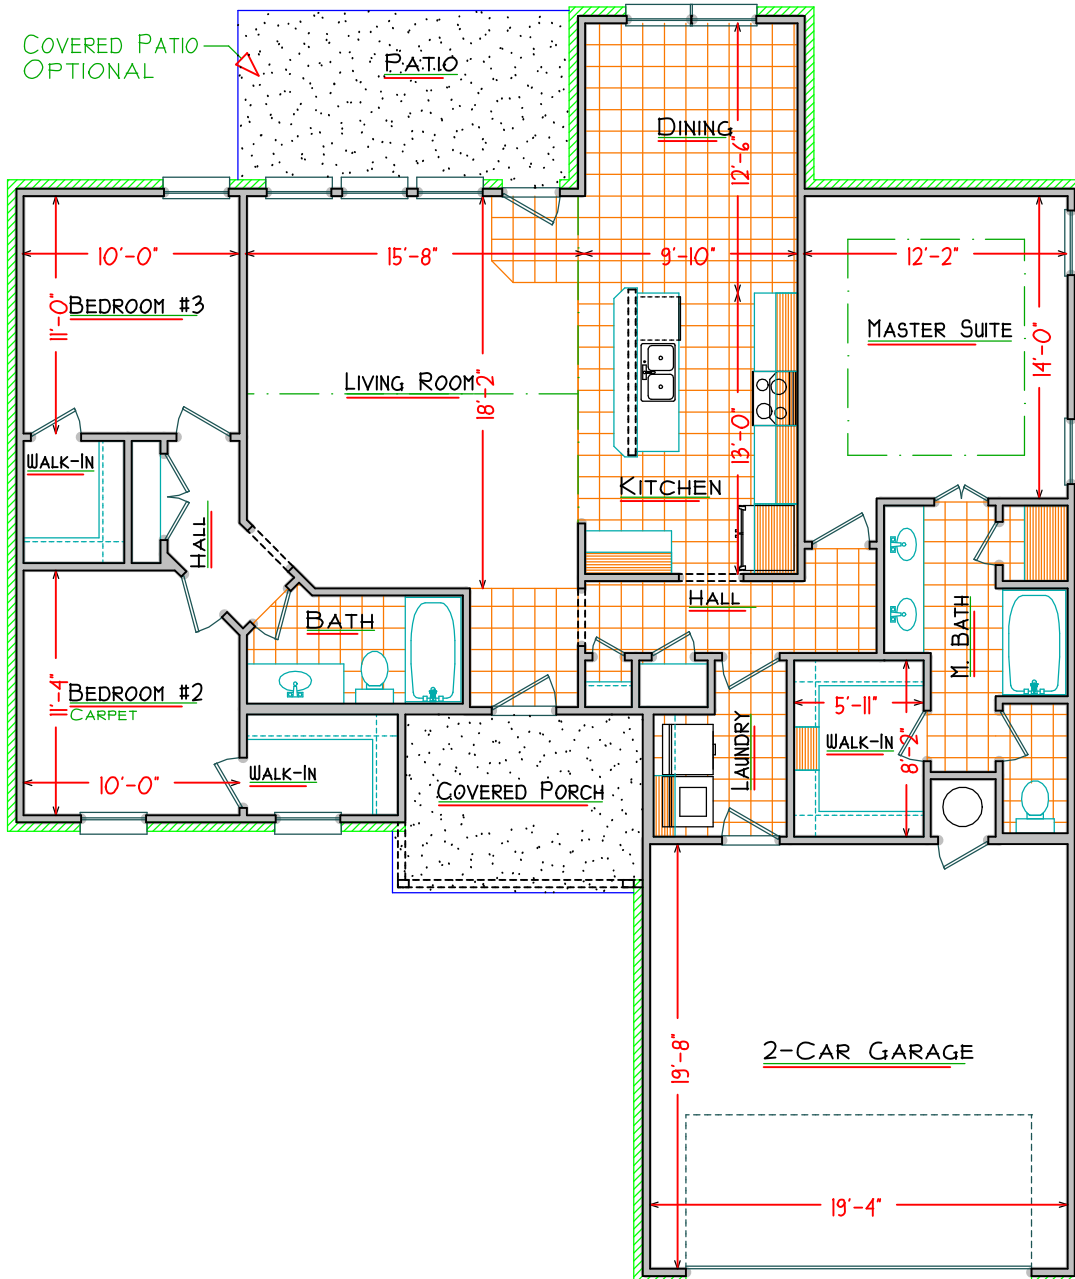 COVERED PATIO
OPTIONAL
PATIO
DINING
12'-6"
10'-0"
15'-8"
9'-10"
12'-2"
BEDROOM #3
11'-0"
MASTER SUITE
14'-0"
LIVING ROOM
18'-2"
13'-0"
WALK-IN
KITCHEN
HALL
HALL
BATH
M. BATH
BEDROOM #2
CARPET
11'-4"
5'-11"
WALK-IN
8'-2"
LAUNDRY
10'-0"
WALK-IN
COVERED PORCH
2-CAR GARAGE
19'-8"
19'-4"